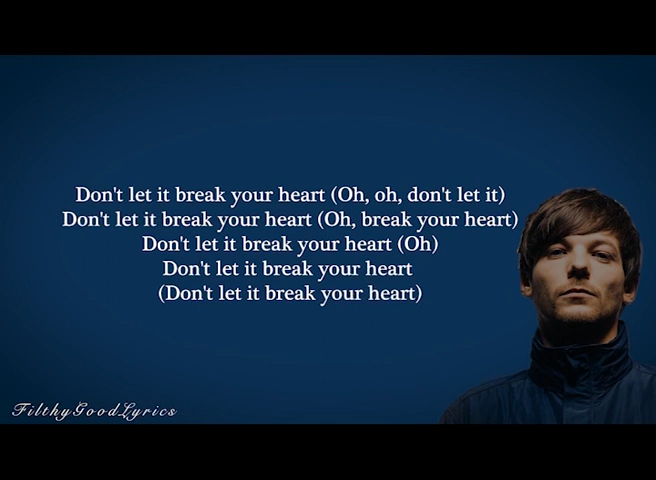 Don't let it break your heart (Oh, oh, don't let it)
Don't let it break your heart (Oh, break your heart)
Don't let it break your heart (Oh)
Don't let it break your heart
(Don't let it break your heart)
FilthyGoodLyrics